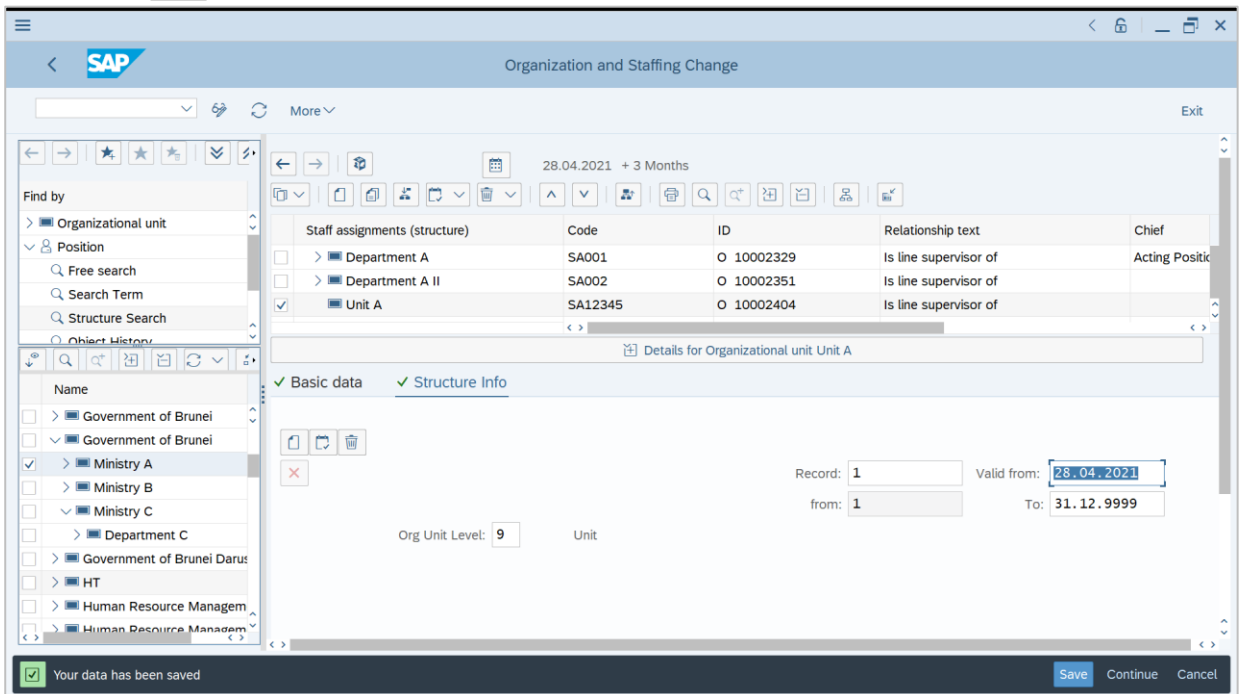 SAP
Organization and Staffing Change
More
Exit
Find by
Organizational unit
Position
Free search
Search Term
Structure Search
Object History
Name
Government of Brunei
Government of Brunei
Ministry A
Ministry B
Ministry C
Department C
Government of Brunei Darus
HT
Human Resource Managem
Human Resource Managem
28.04.2021 + 3 Months
Staff assignments (structure) Code ID Relationship text Chief
Department A SA001 O 10002329 Is line supervisor of Acting Positic
Department A II SA002 O 10002351 Is line supervisor of
Unit A SA12345 O 10002404 Is line supervisor of
Details for Organizational unit Unit A
Basic data Structure Info
Record: 1 Valid from: 28.04.2021
from: 1 To: 31.12.9999
Org Unit Level: 9 Unit
Your data has been saved
Save Continue Cancel